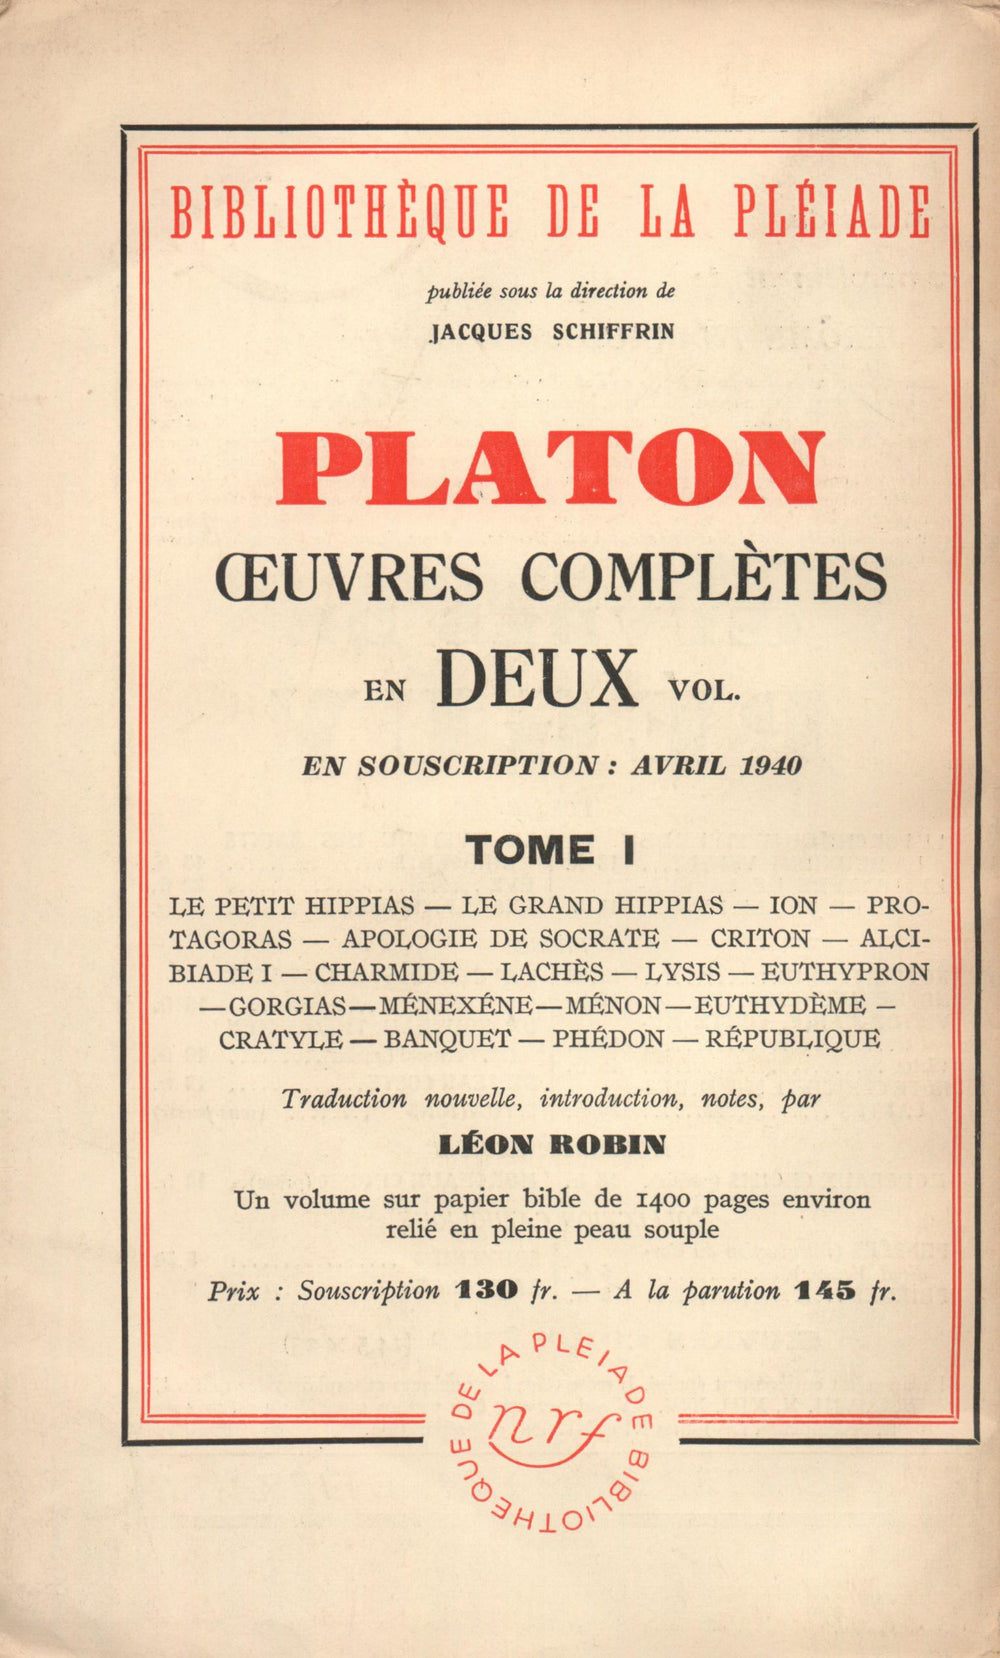 BIBLIOTHÈQUE DE LA PLÉIADE
publiée sous la direction de
JACQUES SCHIFFRIN
PLATON
ŒUVRES COMPLÈTES
EN DEUX VOL.
EN SOUSCRIPTION : AVRIL 1940
TOME I
LE PETIT HIPPIAS — LE GRAND HIPPIAS — ION — PRO-
TAGORAS — APOLOGIE DE SOCRATE — CRITON — ALCI-
BIADE I — CHARMIDE — LACHÈS — LYSIS — EUTHYPRON
— GORGIAS — MÉNEXÉNE — MÉNON — EUTHYDÈME —
CRATYLE — BANQUET — PHÉDON — RÉPUBLIQUE
Traduction nouvelle, introduction, notes, par
LÉON ROBIN
Un volume sur papier bible de 1400 pages environ
relié en pleine peau souple
Prix : Souscription 130 fr. — A la parution 145 fr.
BIBLIOTHEQUE DE LA PLEIADE
nrf